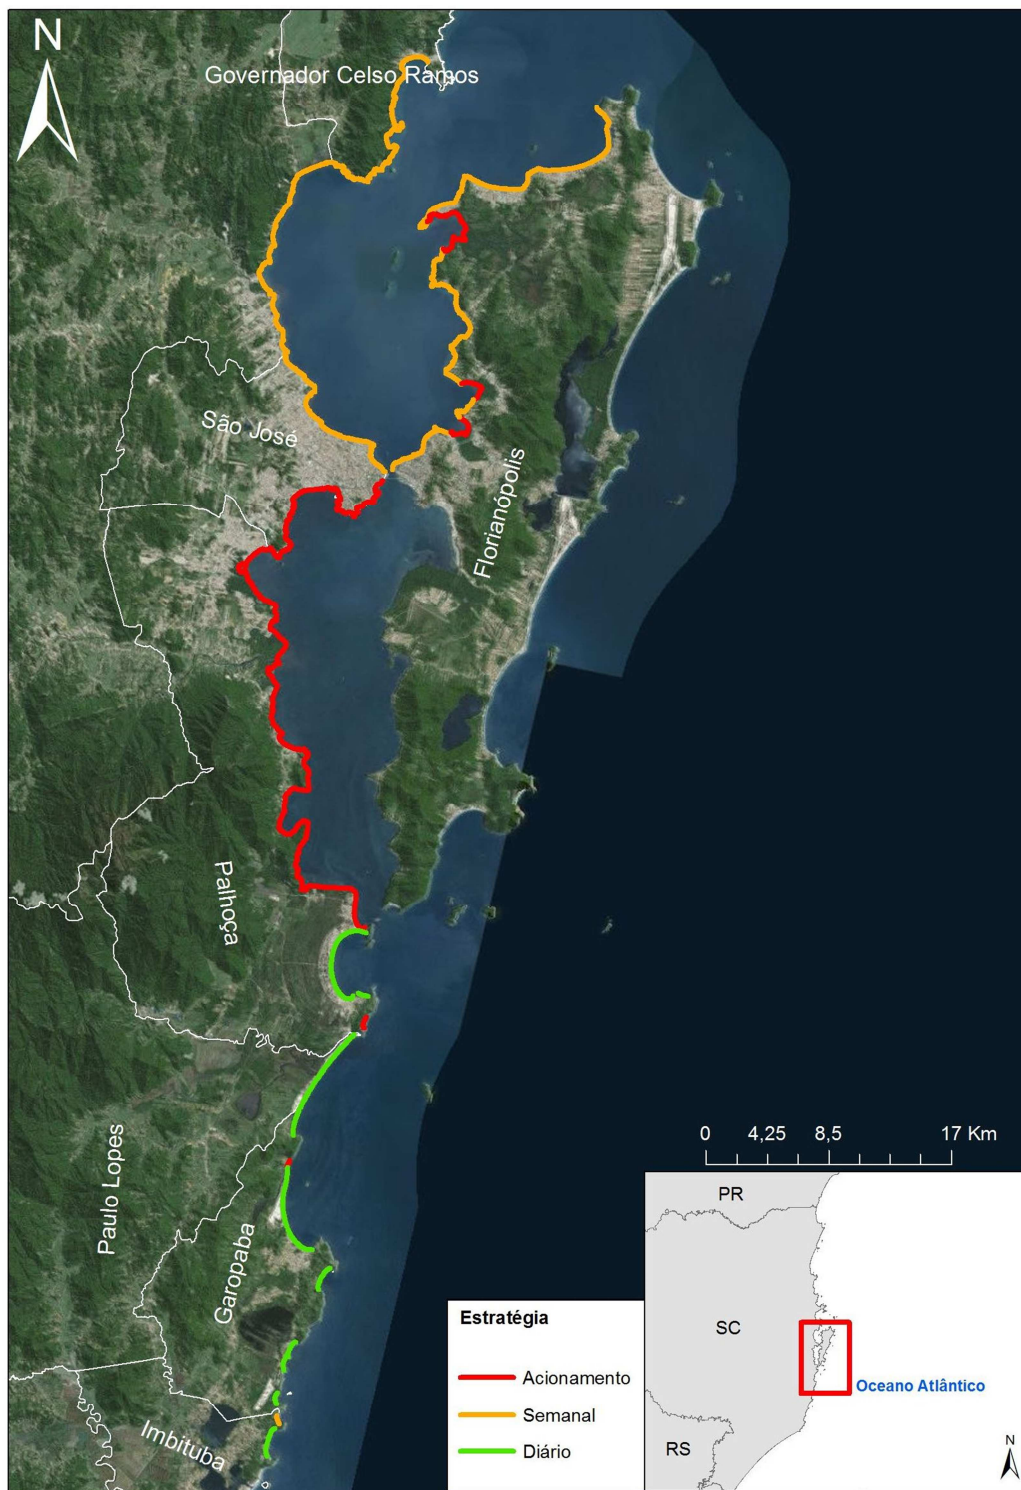 N
Governador Celso Ramos
São José
Florianópolis
Palhoça
Paulo Lopes
Garopaba
Imbituba
0 4,25 8,5 17 Km
Estratégia
Acionamento
Semanal
Diário
PR
SC
RS
Oceano Atlântico
N